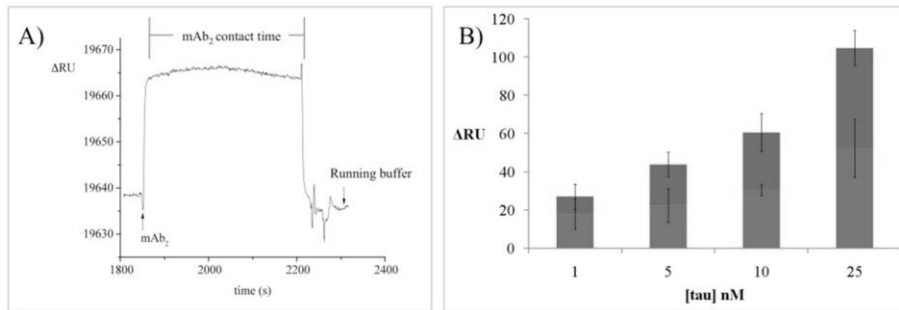 A)
mAb₂ contact time
ΔRU
19670
19660
19650
19640
19630
mAb₂
Running buffer
1800
2000
2200
2400
time (s)
B)
120
100
80
60
40
20
0
ΔRU
1
5
10
25
[tau] nM